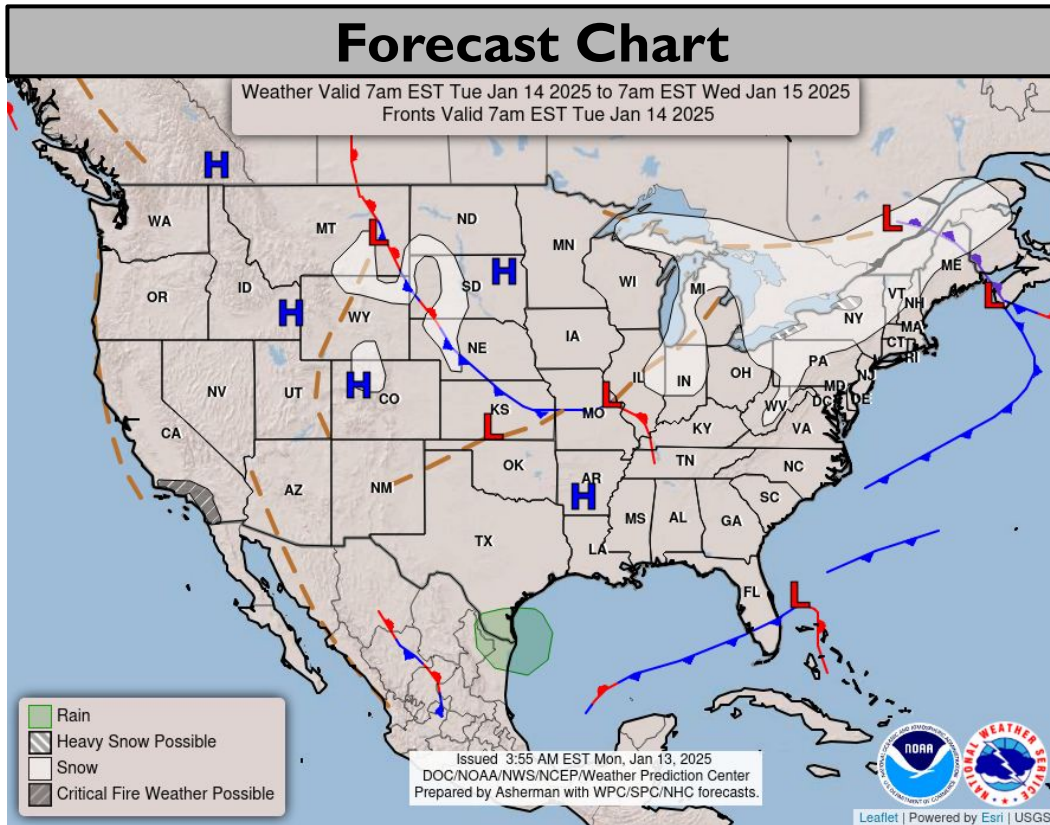 Forecast Chart
Weather Valid 7am EST Tue Jan 14 2025 to 7am EST Wed Jan 15 2025
Fronts Valid 7am EST Tue Jan 14 2025
H
WA
MT
L
ND
MN
L
ME
OR
ID
H
WY
SD
H
WI
MI
VT
NH
NY
MA
CT
RI
L
IA
NE
NV
UT
H
CO
IL
IN
OH
PA
NJ
MD
DE
DC
WV
VA
CA
KS
L
MO
L
KY
AZ
NM
OK
AR
H
TN
NC
SC
MS
AL
GA
TX
LA
FL
L
Rain
Heavy Snow Possible
Snow
Critical Fire Weather Possible
Issued 3:55 AM EST Mon, Jan 13, 2025
DOC/NOAA/NWS/NCEP/Weather Prediction Center
Prepared by Asherman with WPC/SPC/NHC forecasts.
NOAA
NATIONAL WEATHER SERVICE
Leaflet | Powered by Esri | USGS